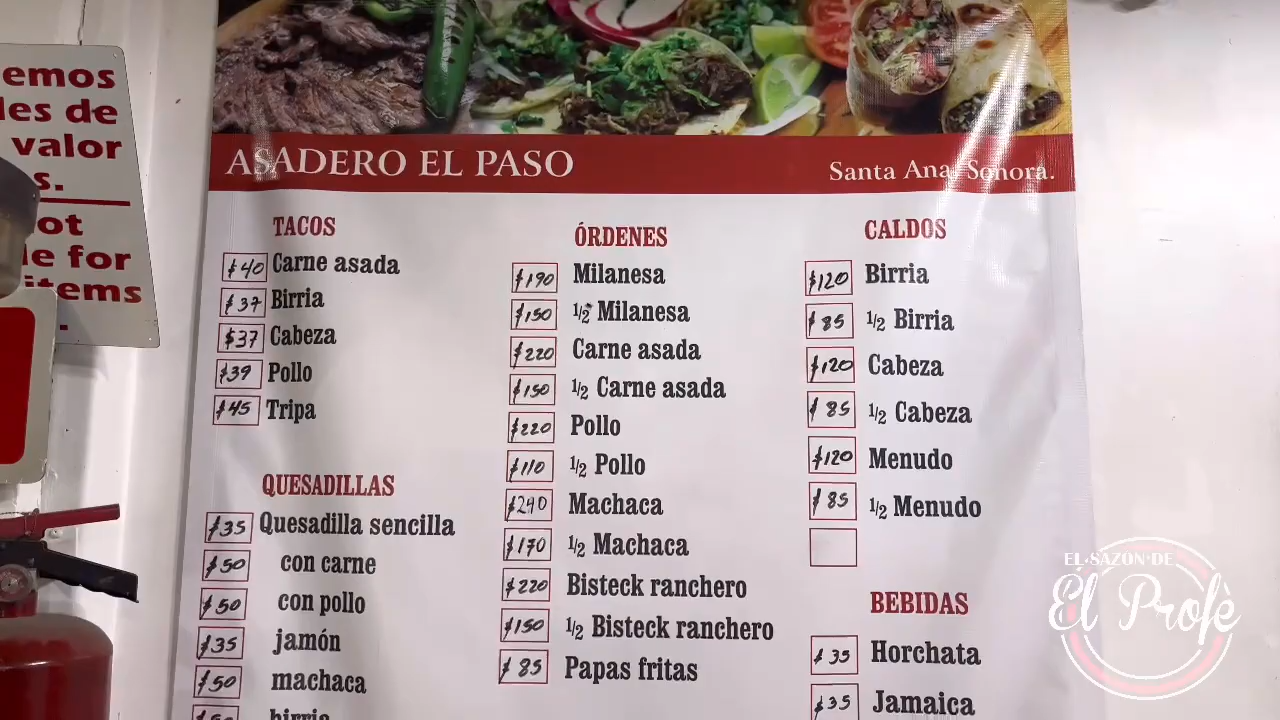 emos
les de
valor
s.
ot
le for
items
.
ASADERO EL PASO
Santa Ana, Sonora.
TACOS
$40 Carne asada
$37 Birria
$37 Cabeza
$39 Pollo
$45 Tripa
QUESADILLAS
$35 Quesadilla sencilla
$50 con carne
$50 con pollo
$35 jamón
$50 machaca
birria
ÓRDENES
$190 Milanesa
$150 1/2 Milanesa
$220 Carne asada
$150 1/2 Carne asada
$220 Pollo
$110 1/2 Pollo
$240 Machaca
$170 1/2 Machaca
$220 Bisteck ranchero
$150 1/2 Bisteck ranchero
$85 Papas fritas
CALDOS
$120 Birria
$85 1/2 Birria
$120 Cabeza
$85 1/2 Cabeza
$120 Menudo
$85 1/2 Menudo
BEBIDAS
$35 Horchata
$35 Jamaica
EL·SAZÓN·DE
Él Profè